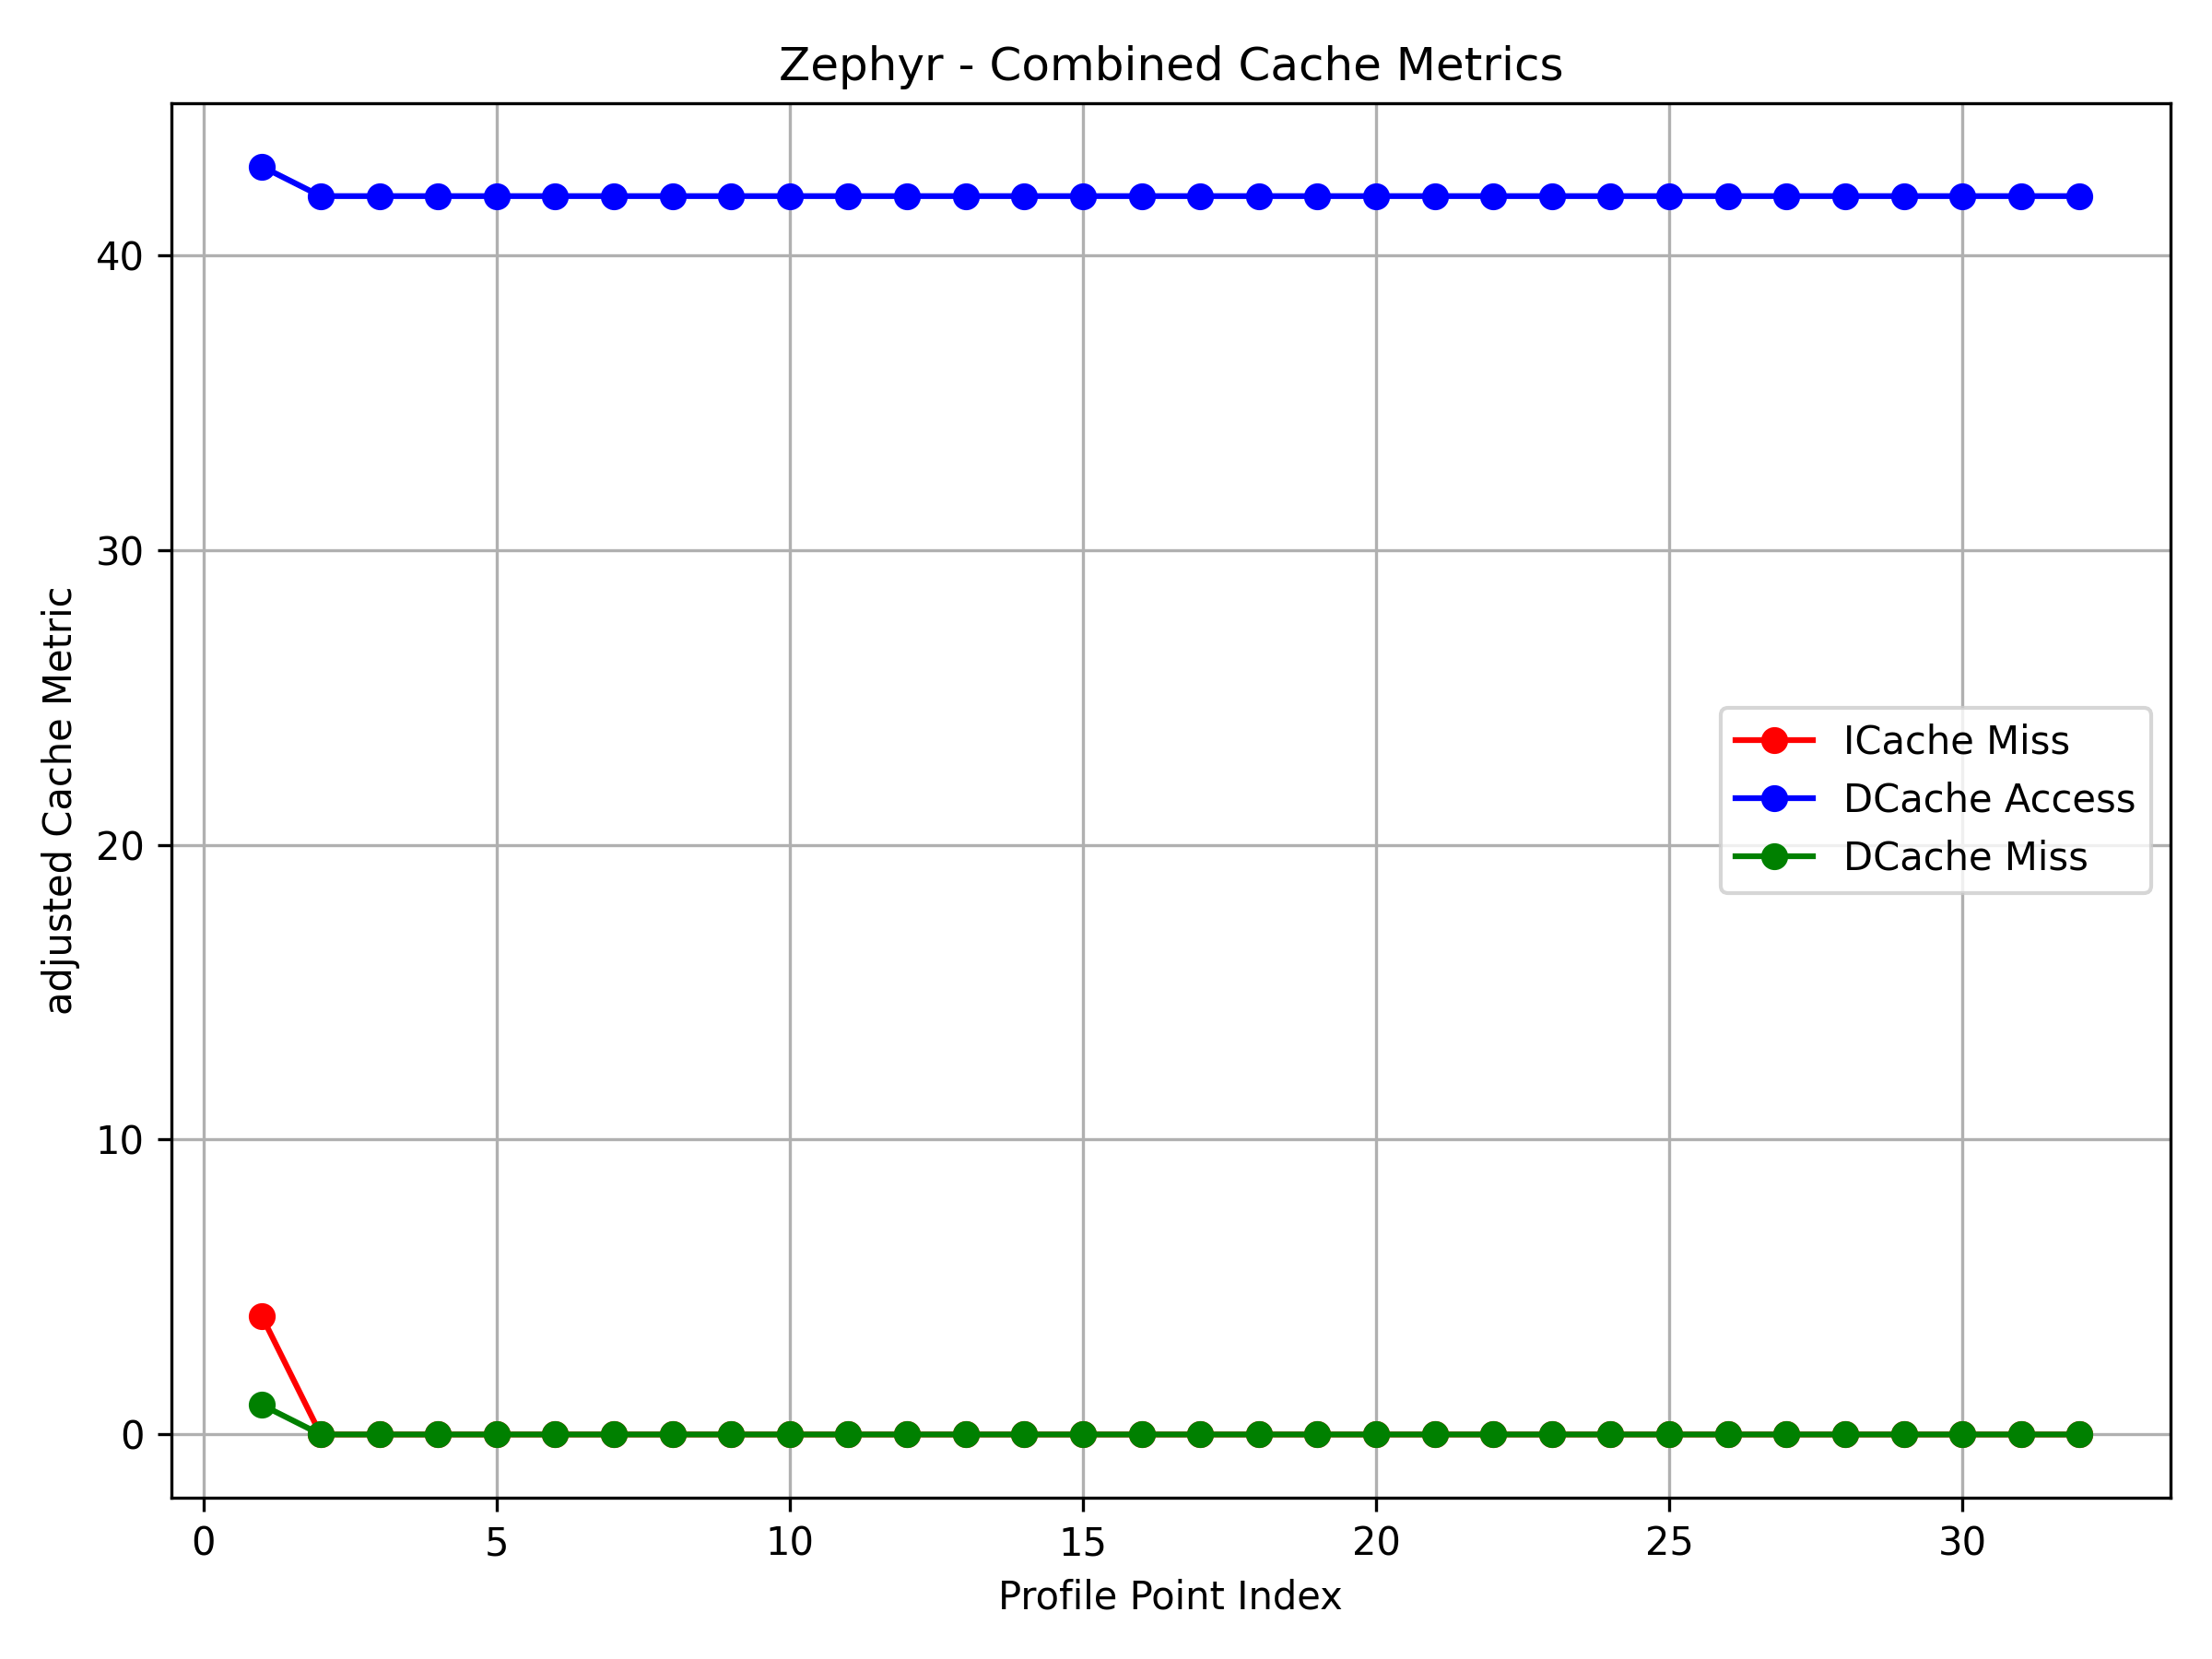 Zephyr - Combined Cache Metrics
40
30
20
10
0
adjusted Cache Metric
ICache Miss
DCache Access
DCache Miss
0 5 10 15 20 25 30
Profile Point Index